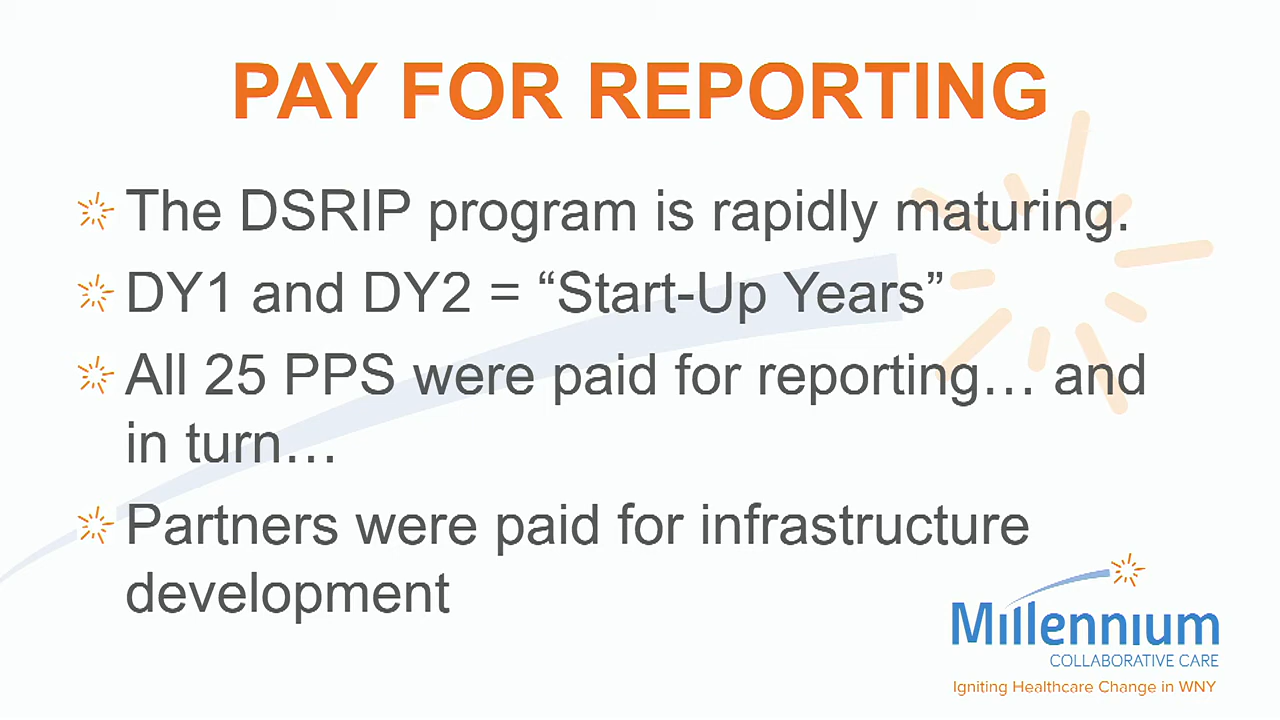 PAY FOR REPORTING
The DSRIP program is rapidly maturing.
DY1 and DY2 = “Start-Up Years”
All 25 PPS were paid for reporting… and
in turn…
Partners were paid for infrastructure
development
Millennium
COLLABORATIVE CARE
Igniting Healthcare Change in WNY